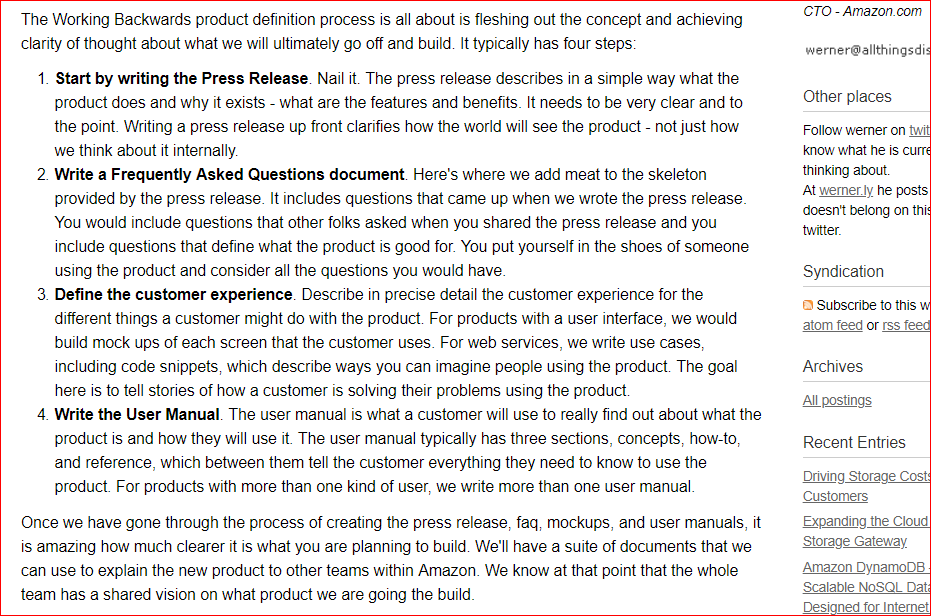 The Working Backwards product definition process is all about is fleshing out the concept and achieving
clarity of thought about what we will ultimately go off and build. It typically has four steps:
1. Start by writing the Press Release. Nail it. The press release describes in a simple way what the
product does and why it exists - what are the features and benefits. It needs to be very clear and to
the point. Writing a press release up front clarifies how the world will see the product - not just how
we think about it internally.
2. Write a Frequently Asked Questions document. Here's where we add meat to the skeleton
provided by the press release. It includes questions that came up when we wrote the press release.
You would include questions that other folks asked when you shared the press release and you
include questions that define what the product is good for. You put yourself in the shoes of someone
using the product and consider all the questions you would have.
3. Define the customer experience. Describe in precise detail the customer experience for the
different things a customer might do with the product. For products with a user interface, we would
build mock ups of each screen that the customer uses. For web services, we write use cases,
including code snippets, which describe ways you can imagine people using the product. The goal
here is to tell stories of how a customer is solving their problems using the product.
4. Write the User Manual. The user manual is what a customer will use to really find out about what the
product is and how they will use it. The user manual typically has three sections, concepts, how-to,
and reference, which between them tell the customer everything they need to know to use the
product. For products with more than one kind of user, we write more than one user manual.
Once we have gone through the process of creating the press release, faq, mockups, and user manuals, it
is amazing how much clearer it is what you are planning to build. We'll have a suite of documents that we
can use to explain the new product to other teams within Amazon. We know at that point that the whole
team has a shared vision on what product we are going the build.
CTO - Amazon.com
werner@allthingsdis
Other places
Follow werner on twit
know what he is curre
thinking about.
At werner.ly he posts
doesn't belong on this
twitter.
Syndication
Subscribe to this w
atom feed or rss feed
Archives
All postings
Recent Entries
Driving Storage Costs
Customers
Expanding the Cloud
Storage Gateway
Amazon DynamoDB -
Scalable NoSQL Data
Designed for Internet